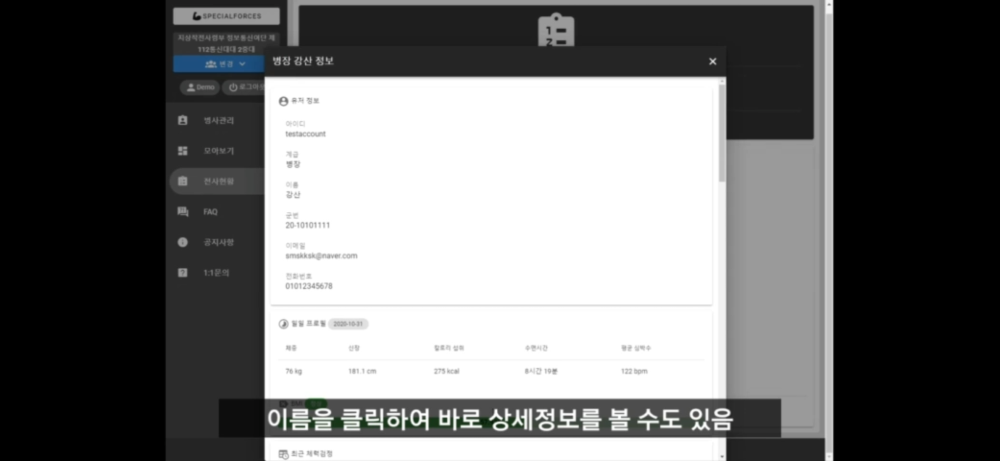 SPECIALFORCES
지상작전사령부 정보통신여단 제
112통신대대 2중대
변경
Demo
로그아웃
병사관리
모아보기
전사현황
FAQ
공지사항
1:1문의
1
2
병장 강산 정보
유저 정보
아이디
testaccount
계급
병장
이름
강산
군번
20-10101111
이메일
smskksk@naver.com
전화번호
01012345678
일일 프로필 2020-10-31
체중 신장 칼로리 섭취 수면시간 평균 심박수
76 kg 181.1 cm 275 kcal 8시간 19분 122 bpm
BMI 정상
이름을 클릭하여 바로 상세정보를 볼 수도 있음
최근 체력검정